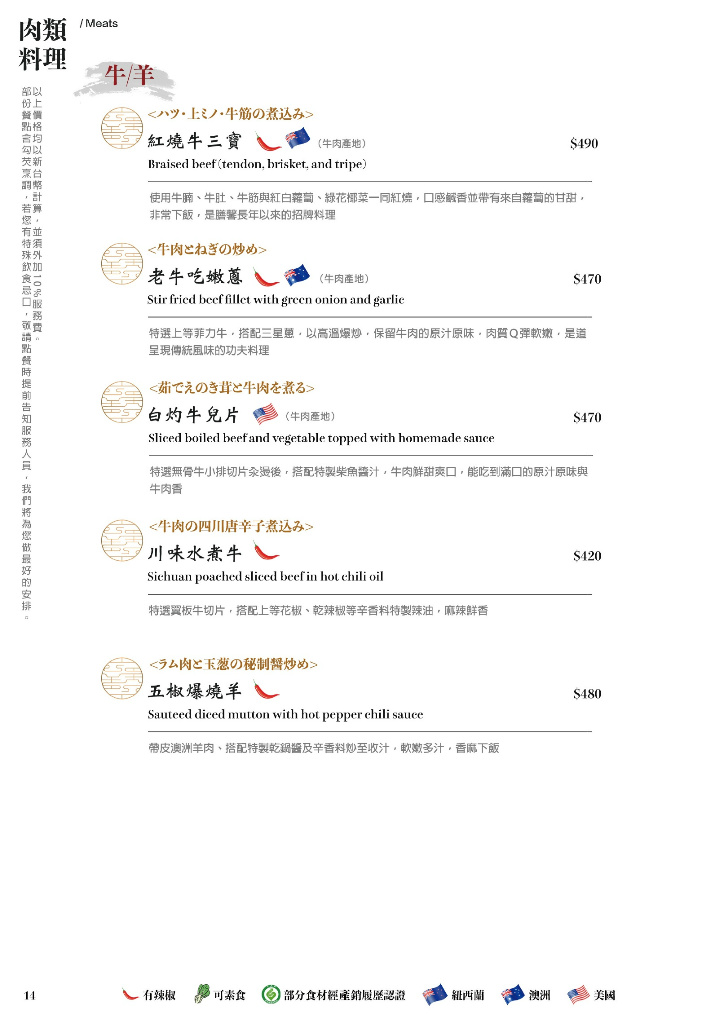 肉類
料理
/ Meats
以上價格均以新台幣計算，並須外加10%服務費。
部份餐點含勾芡烹調，若您有特殊飲食忌口，敬請點餐時提前告知服務人員，我們將為您做最好的安排。
牛/羊
<ハツ・上ミノ・牛筋の煮込み>
紅燒牛三寶 （牛肉產地） $490
Braised beef (tendon, brisket, and tripe)
使用牛腩、牛肚、牛筋與紅白蘿蔔、綠花椰菜一同紅燒，口感鹹香並帶有來自蘿蔔的甘甜，
非常下飯，是膳馨長年以來的招牌料理
<牛肉とねぎの炒め>
老牛吃嫩蔥 （牛肉產地） $470
Stir fried beef fillet with green onion and garlic
特選上等菲力牛，搭配三星蔥，以高溫爆炒，保留牛肉的原汁原味，肉質Ｑ彈軟嫩，是道
呈現傳統風味的功夫料理
<茹でえのき茸と牛肉を煮る>
白灼牛兒片 （牛肉產地） $470
Sliced boiled beef and vegetable topped with homemade sauce
特選無骨牛小排切片汆燙後，搭配特製柴魚醬汁，牛肉鮮甜爽口，能吃到滿口的原汁原味與
牛肉香
<牛肉の四川唐辛子煮込み>
川味水煮牛 $420
Sichuan poached sliced beef in hot chili oil
特選翼板牛切片，搭配上等花椒、乾辣椒等辛香料特製辣油，麻辣鮮香
<ラム肉と玉葱の秘制醤炒め>
五椒爆燒羊 $480
Sauteed diced mutton with hot pepper chili sauce
帶皮澳洲羊肉、搭配特製乾鍋醬及辛香料炒至收汁，軟嫩多汁，香麻下飯
14 有辣椒 可素食 部分食材經產銷履歷認證 紐西蘭 澳洲 美國